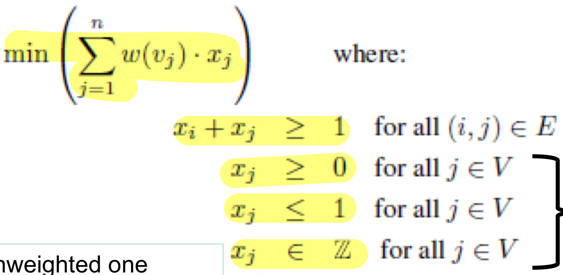 min ( n ∑ j=1 w(v_j) · x_j ) where:
x_i + x_j ≥ 1 for all (i, j) ∈ E
x_j ≥ 0 for all j ∈ V
x_j ≤ 1 for all j ∈ V
x_j ∈ ℤ for all j ∈ V
one